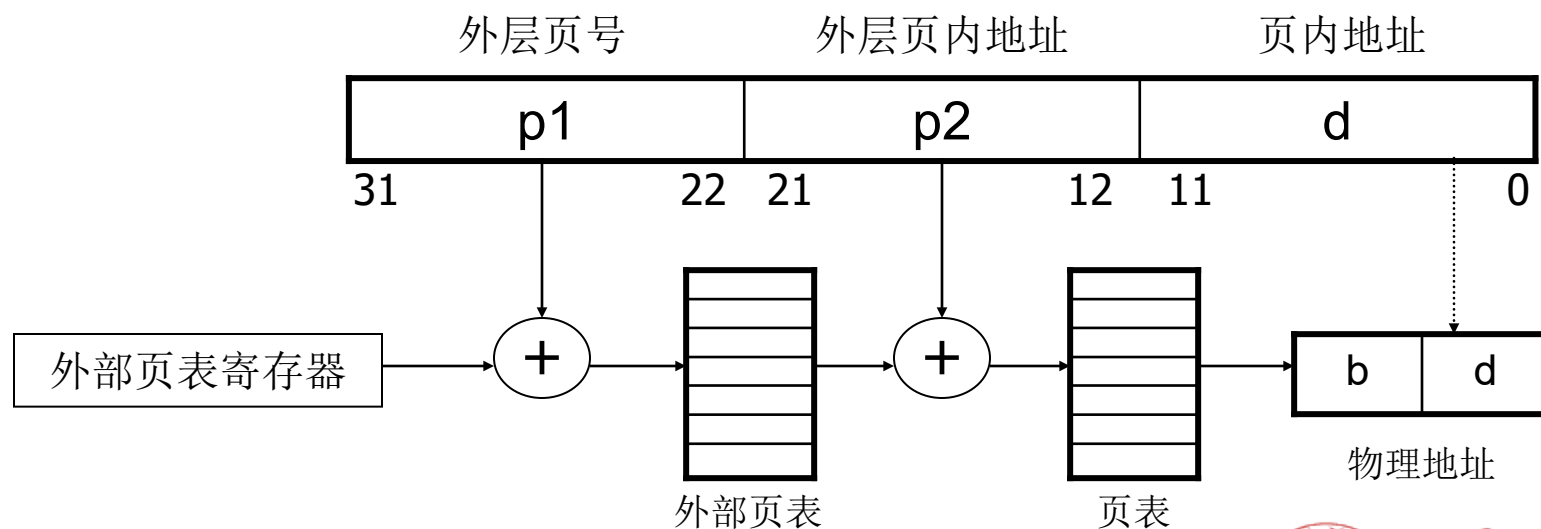 外层页号 外层页内地址 页内地址
p1 p2 d
31 22 21 12 11 0
外部页表寄存器 + + b d
物理地址
外部页表 页表